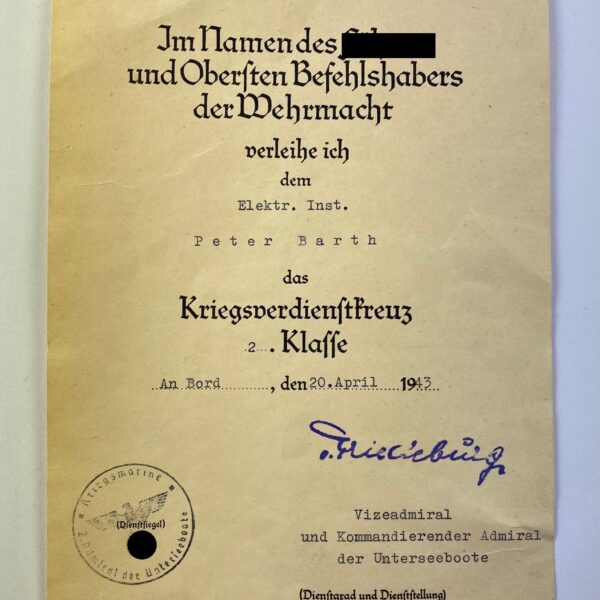 Im Namen des
und Oberſten Befehlshabers
der Wehrmacht
verleihe ich
dem
Elektr. Inst.
Peter Barth
das
Kriegsverdienſtkreuz
2. Klaſſe
An Bord, den 20.April 1943
Vizeadmiral
und Kommandierender Admiral
der Unterseeboote
(Dienſtgrad und Dienſtſtellung)
Kriegsmarine
(Dienſtſiegel)
Admiral der Unterseeboote